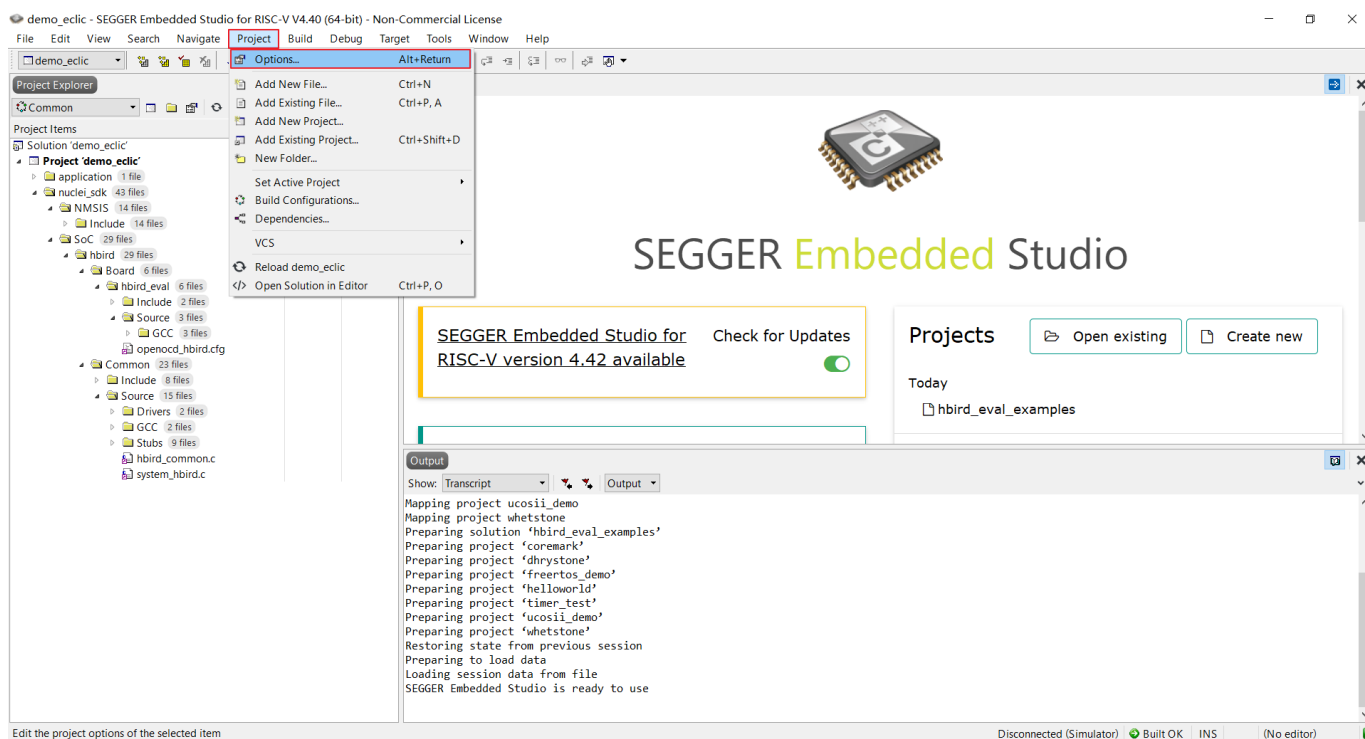 demo_eclic - SEGGER Embedded Studio for RISC-V V4.40 (64-bit) - Non-Commercial License
File Edit View Search Navigate Project Build Debug Target Tools Window Help
demo_eclic
Options... Alt+Return
Add New File... Ctrl+N
Add Existing File... Ctrl+P, A
Add New Project...
Add Existing Project... Ctrl+Shift+D
New Folder...
Set Active Project
Build Configurations...
Dependencies...
VCS
Reload demo_eclic
Open Solution in Editor Ctrl+P, O
Project Explorer
Common
Project Items
Solution 'demo_eclic'
Project 'demo_eclic'
application 1 file
nuclei_sdk 43 files
NMSIS 14 files
Include 14 files
SoC 29 files
hbird 29 files
Board 6 files
hbird_eval 6 files
Include 2 files
Source 3 files
GCC 3 files
openocd_hbird.cfg
Common 23 files
Include 8 files
Source 15 files
Drivers 2 files
GCC 2 files
Stubs 9 files
hbird_common.c
system_hbird.c
C
SEGGER Embedded Studio
SEGGER Embedded Studio for
RISC-V version 4.42 available
Check for Updates
Projects
Open existing
Create new
Today
hbird_eval_examples
Output
Show: Transcript Output
Mapping project ucosii_demo
Mapping project whetstone
Preparing solution ‘hbird_eval_examples’
Preparing project ‘coremark’
Preparing project ‘dhrystone’
Preparing project ‘freertos_demo’
Preparing project ‘helloworld’
Preparing project ‘timer_test’
Preparing project ‘ucosii_demo’
Preparing project ‘whetstone’
Restoring state from previous session
Preparing to load data
Loading session data from file
SEGGER Embedded Studio is ready to use
Edit the project options of the selected item
Disconnected (Simulator) Built OK INS (No editor)